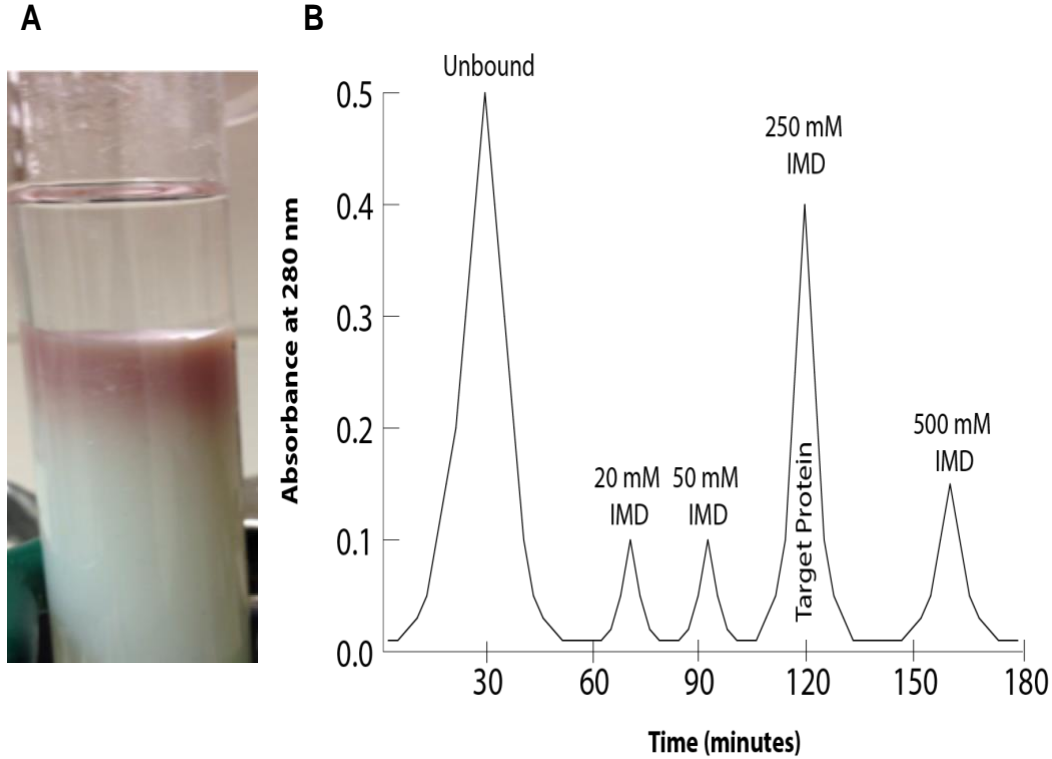 A
B
Unbound
0.5
0.4
0.3
0.2
0.1
0.0
Absorbance at 280 nm
20 mM
IMD
50 mM
IMD
250 mM
IMD
Target Protein
500 mM
IMD
30
60
90
120
150
180
Time (minutes)